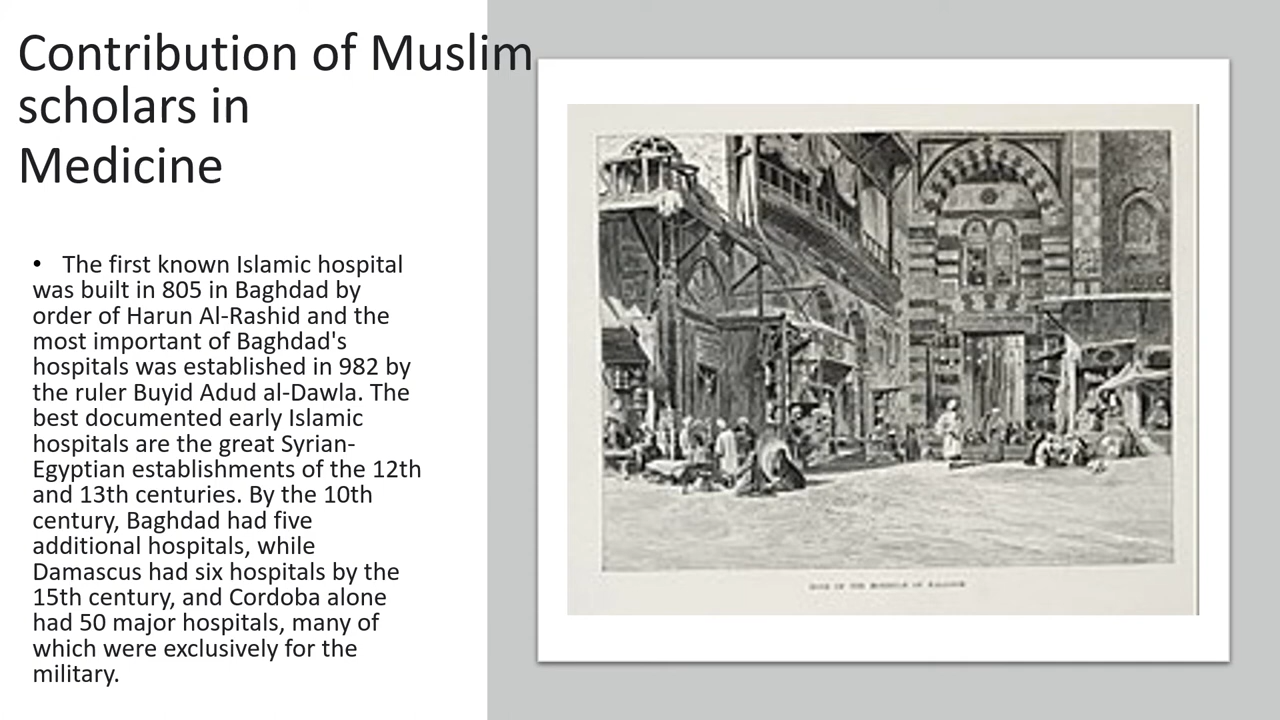 Contribution of Muslim
scholars in
Medicine
• The first known Islamic hospital
was built in 805 in Baghdad by
order of Harun Al-Rashid and the
most important of Baghdad's
hospitals was established in 982 by
the ruler Buyid Adud al-Dawla. The
best documented early Islamic
hospitals are the great Syrian-
Egyptian establishments of the 12th
and 13th centuries. By the 10th
century, Baghdad had five
additional hospitals, while
Damascus had six hospitals by the
15th century, and Cordoba alone
had 50 major hospitals, many of
which were exclusively for the
military.